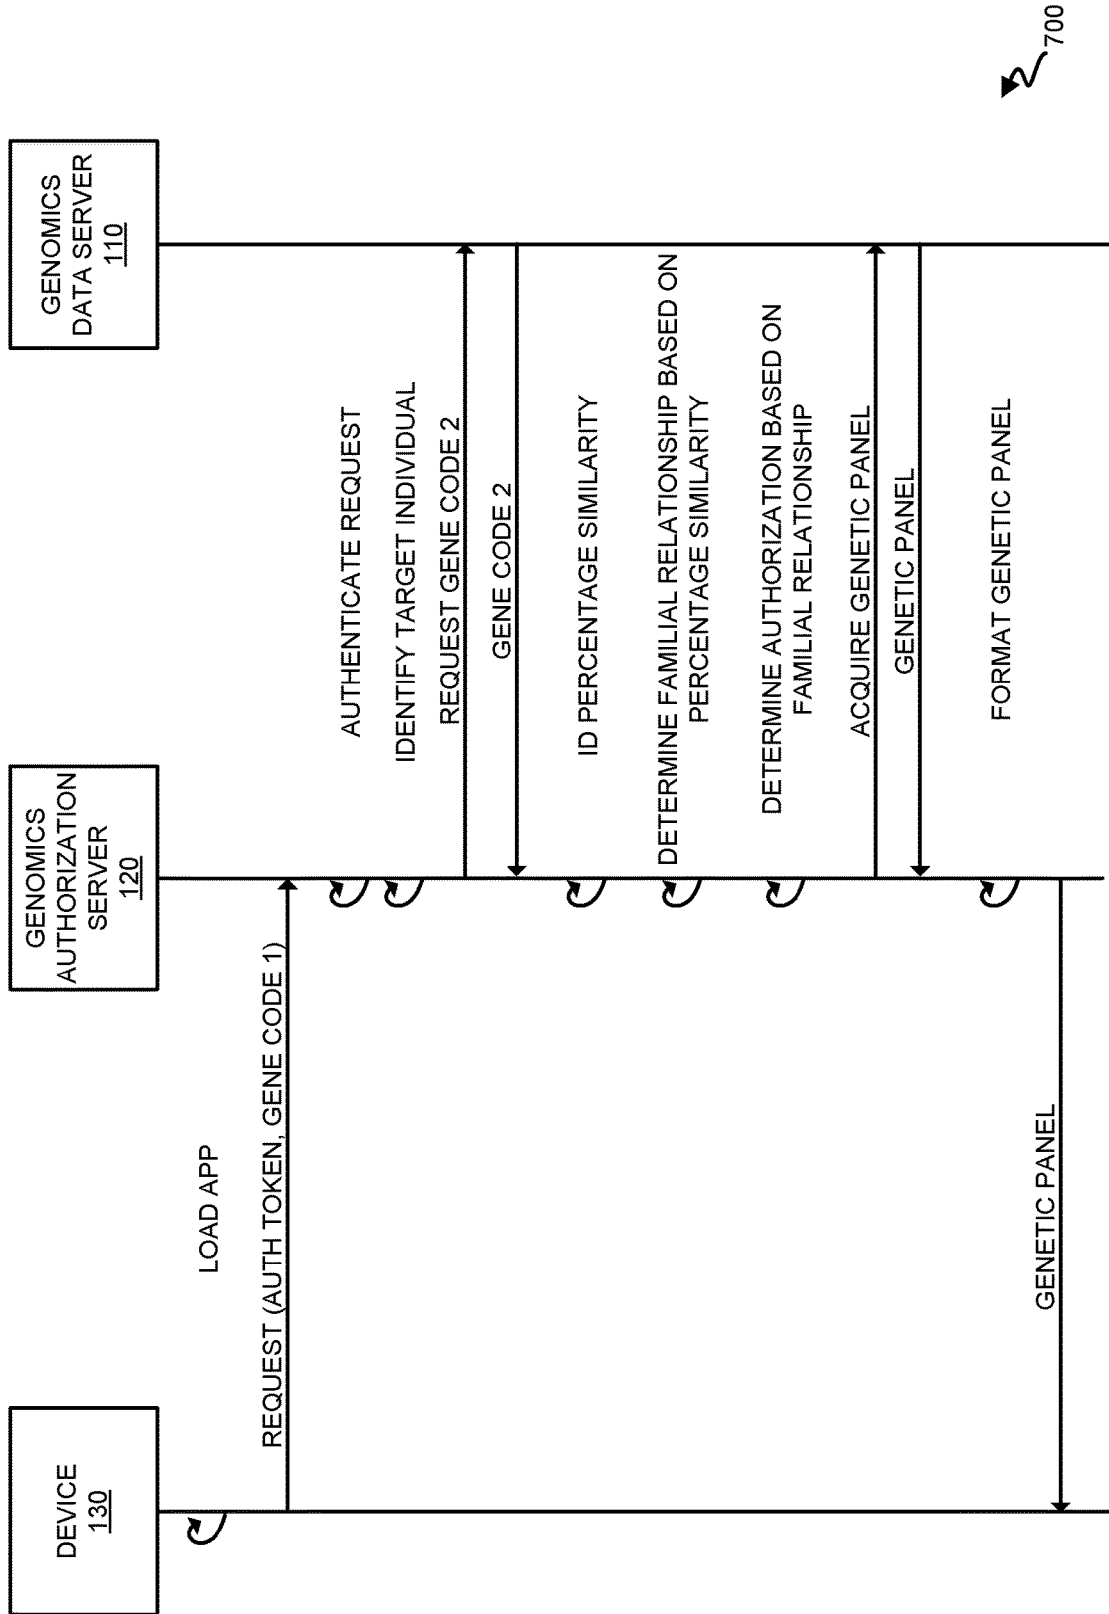 DEVICE
130
GENOMICS
AUTHORIZATION
SERVER
120
GENOMICS
DATA SERVER
110
LOAD APP
REQUEST (AUTH TOKEN, GENE CODE 1)
AUTHENTICATE REQUEST
IDENTIFY TARGET INDIVIDUAL
REQUEST GENE CODE 2
GENE CODE 2
ID PERCENTAGE SIMILARITY
DETERMINE FAMILIAL RELATIONSHIP BASED ON
PERCENTAGE SIMILARITY
DETERMINE AUTHORIZATION BASED ON
FAMILIAL RELATIONSHIP
ACQUIRE GENETIC PANEL
GENETIC PANEL
FORMAT GENETIC PANEL
GENETIC PANEL
700